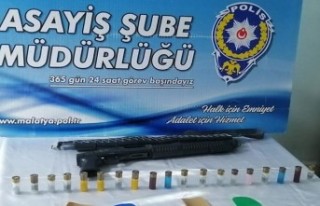 ASAYİŞ ŞUBE
MÜDÜRLÜĞÜ
365 gün 24 saat görev başındayız
POLİS
Halk için Emniyet
Adalet için Hizmet
www.malatya.pol.tr